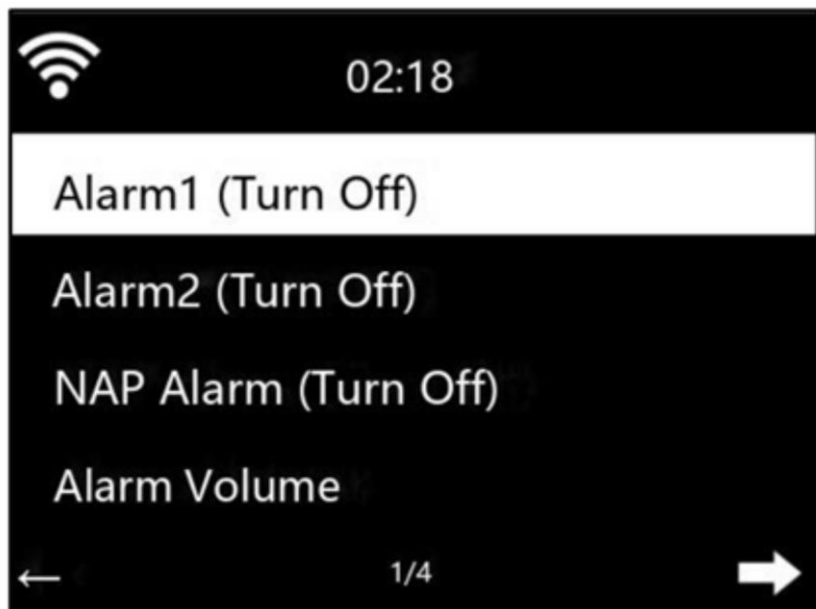 02:18
Alarm1 (Turn Off)
Alarm2 (Turn Off)
NAP Alarm (Turn Off)
Alarm Volume
1/4